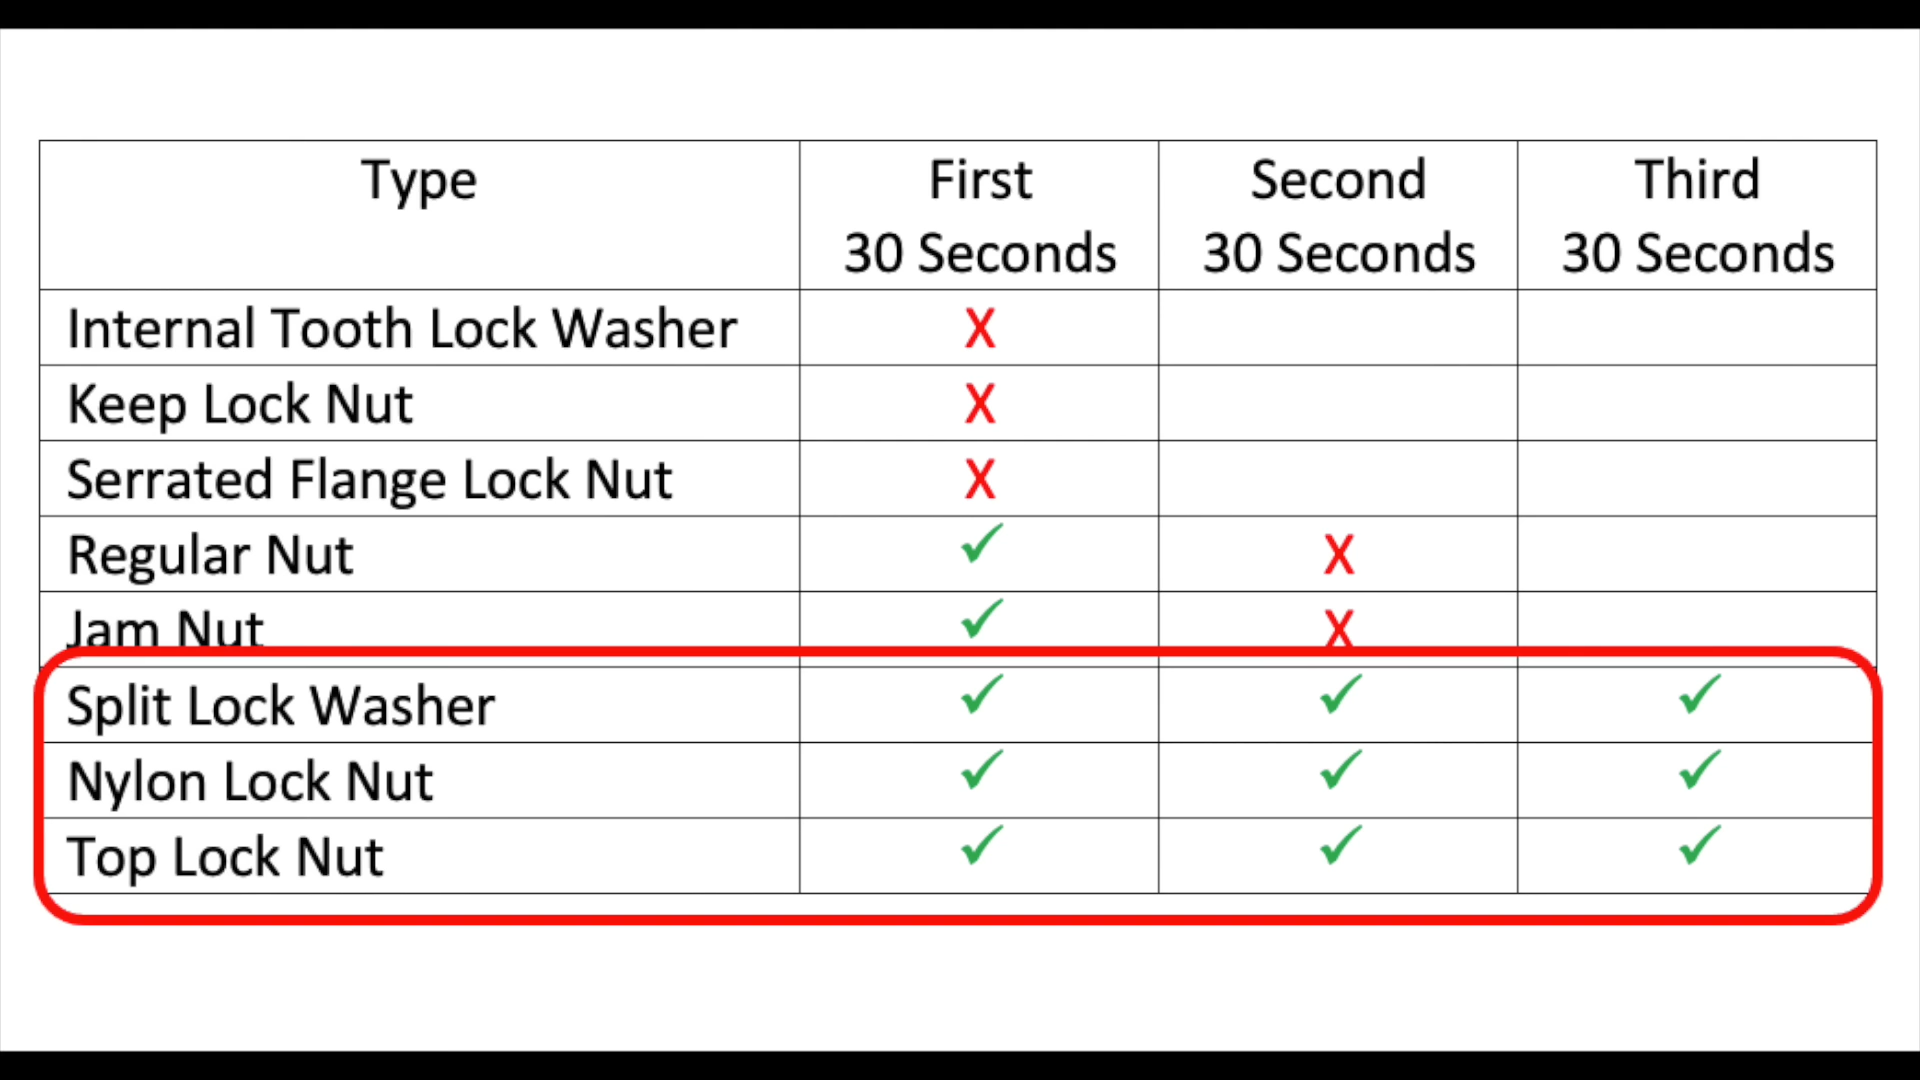 Type First Second Third
30 Seconds 30 Seconds 30 Seconds
Internal Tooth Lock Washer X
Keep Lock Nut X
Serrated Flange Lock Nut X
Regular Nut ✓ X
Jam Nut ✓ X
Split Lock Washer ✓ ✓ ✓
Nylon Lock Nut ✓ ✓ ✓
Top Lock Nut ✓ ✓ ✓